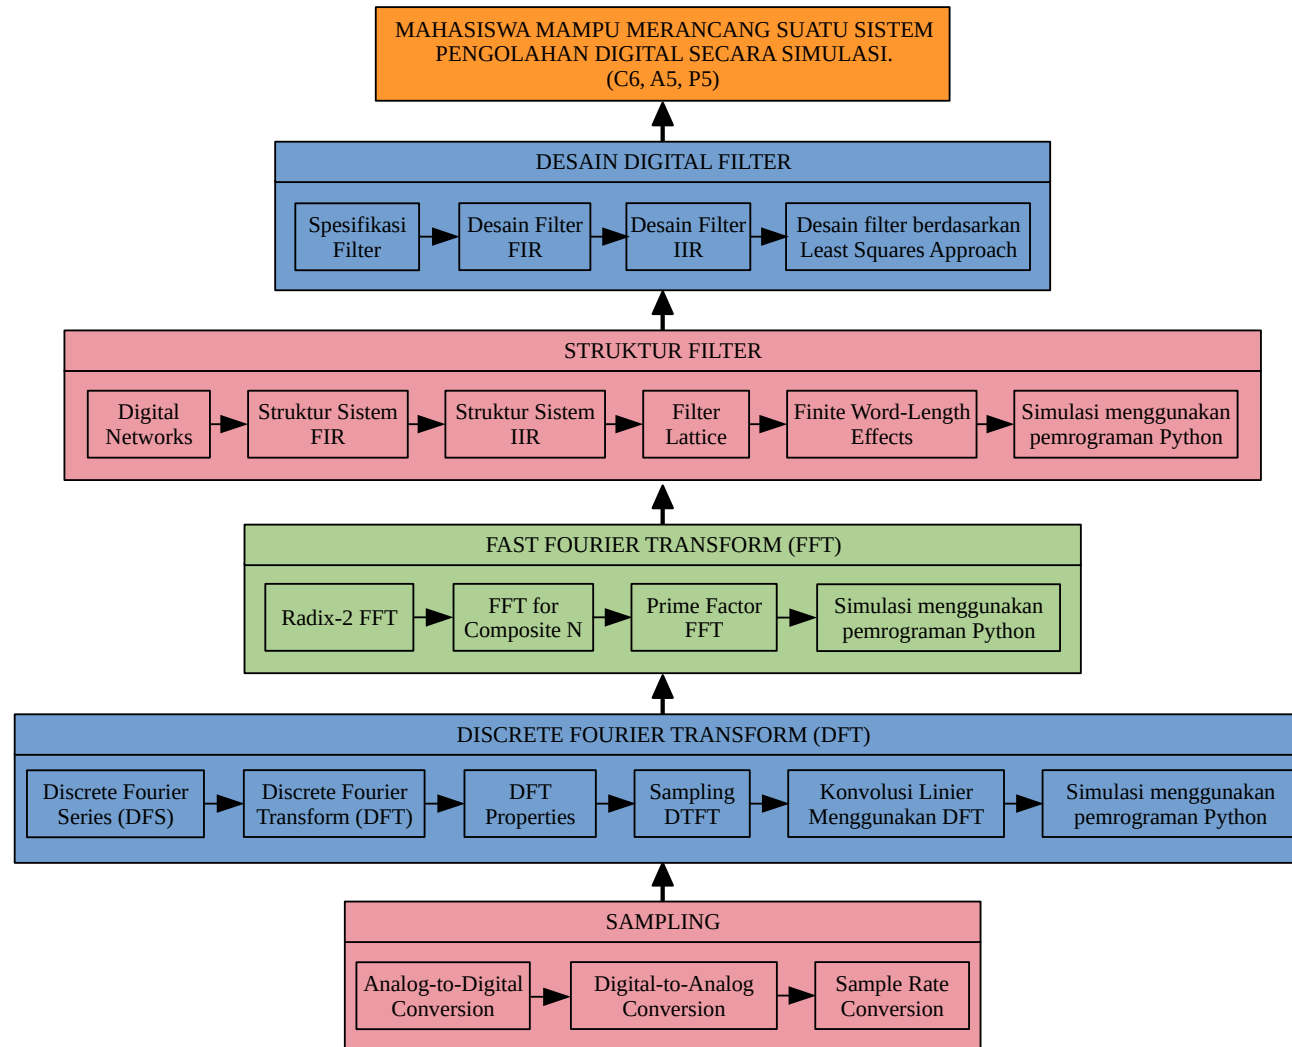 MAHASISWA MAMPU MERANCANG SUATU SISTEM
PENGOLAHAN DIGITAL SECARA SIMULASI.
(C6, A5, P5)
DESAIN DIGITAL FILTER
Spesifikasi
Filter
Desain Filter
FIR
Desain Filter
IIR
Desain filter berdasarkan
Least Squares Approach
STRUKTUR FILTER
Digital
Networks
Struktur Sistem
FIR
Struktur Sistem
IIR
Filter
Lattice
Finite Word-Length
Effects
Simulasi menggunakan
pemrograman Python
FAST FOURIER TRANSFORM (FFT)
Radix-2 FFT
FFT for
Composite N
Prime Factor
FFT
Simulasi menggunakan
pemrograman Python
DISCRETE FOURIER TRANSFORM (DFT)
Discrete Fourier
Series (DFS)
Discrete Fourier
Transform (DFT)
DFT
Properties
Sampling
DTFT
Konvolusi Linier
Menggunakan DFT
Simulasi menggunakan
pemrograman Python
SAMPLING
Analog-to-Digital
Conversion
Digital-to-Analog
Conversion
Sample Rate
Conversion